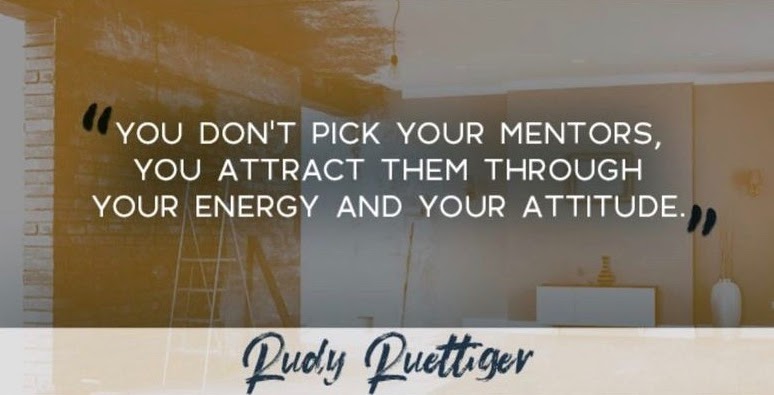 “YOU DON'T PICK YOUR MENTORS,
YOU ATTRACT THEM THROUGH
YOUR ENERGY AND YOUR ATTITUDE.”
Rudy Ruettiger